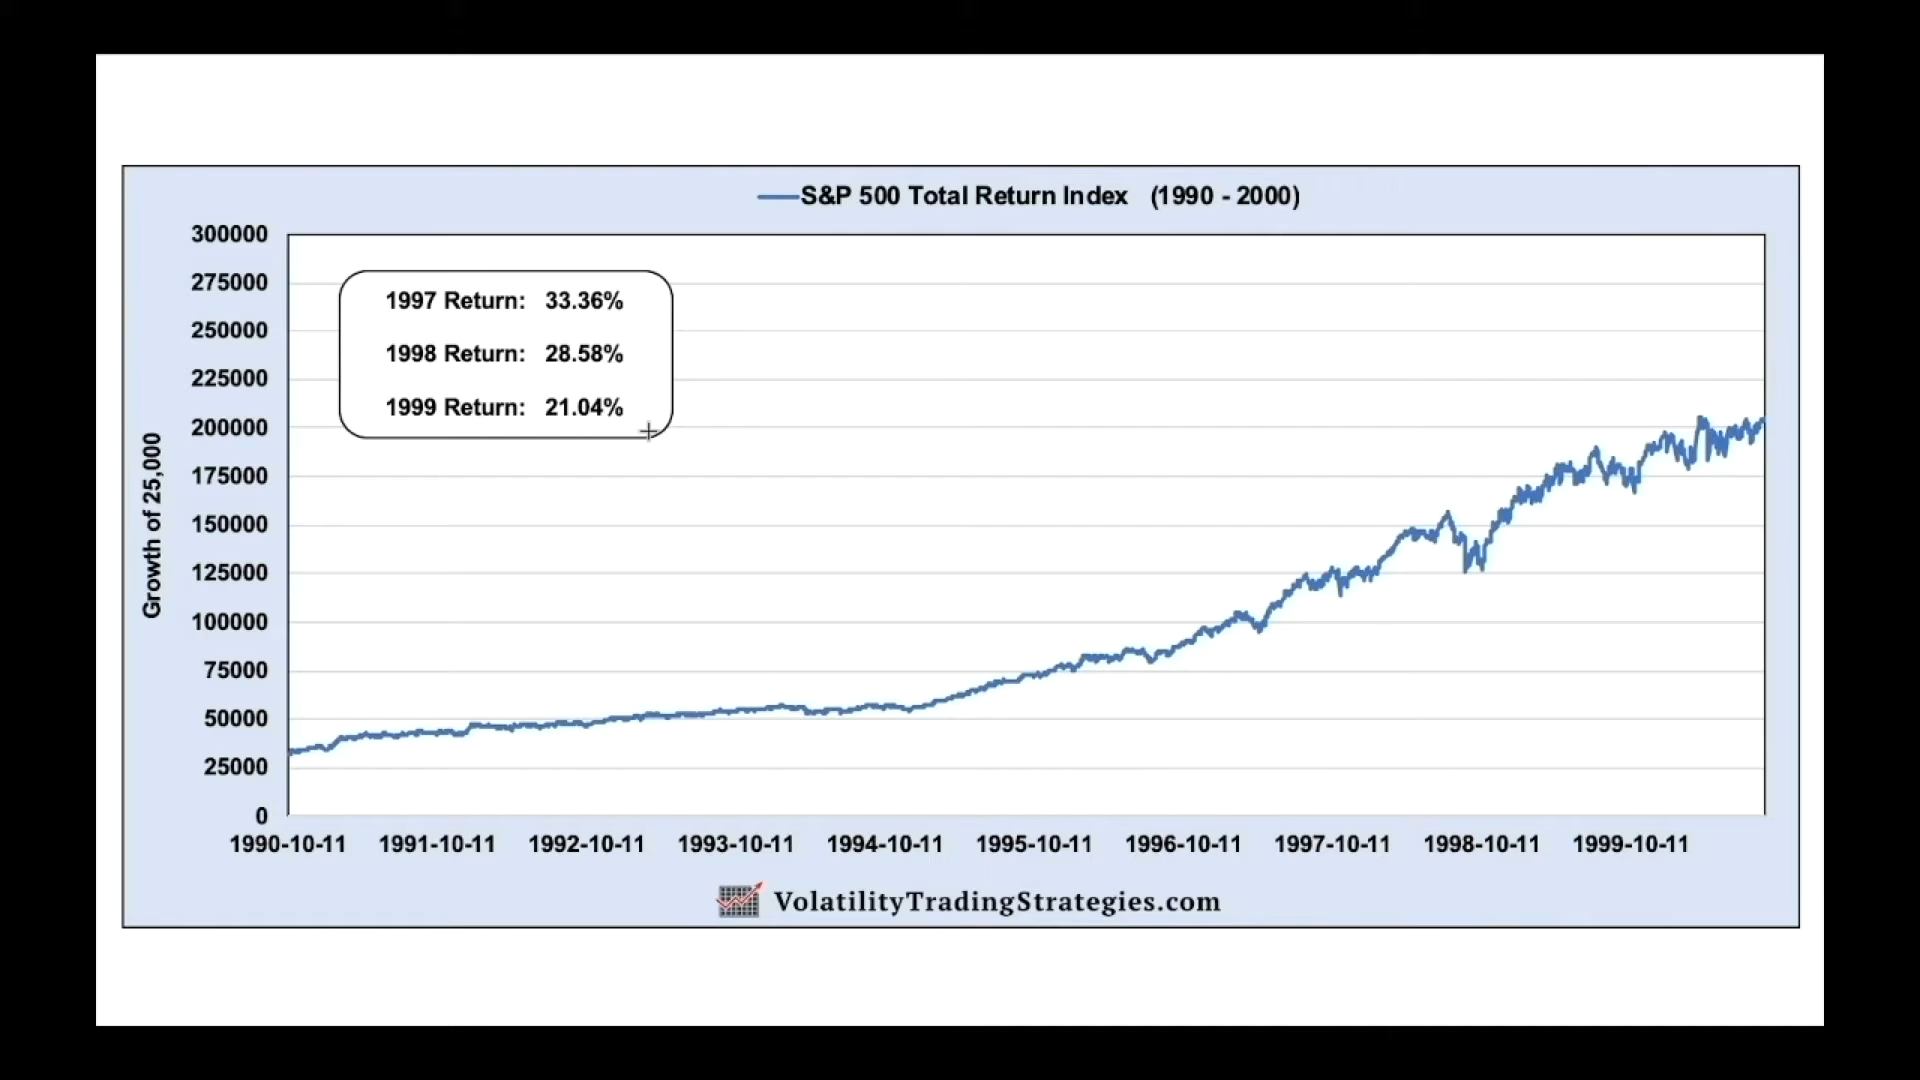 S&P 500 Total Return Index (1990 - 2000)
300000
275000
250000
225000
200000
175000
150000
125000
100000
75000
50000
25000
0
Growth of 25,000
1997 Return: 33.36%
1998 Return: 28.58%
1999 Return: 21.04%
1990-10-11 1991-10-11 1992-10-11 1993-10-11 1994-10-11 1995-10-11 1996-10-11 1997-10-11 1998-10-11 1999-10-11
VolatilityTradingStrategies.com